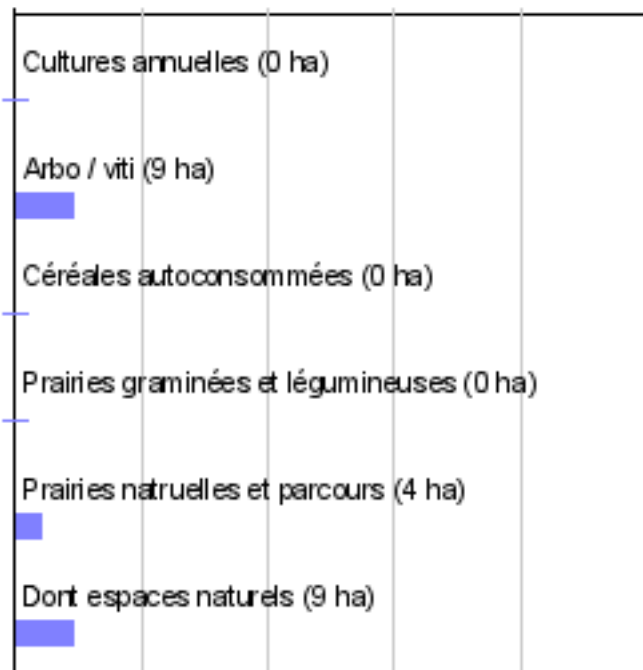 Cultures annuelles (0 ha)
Arbo / viti (9 ha)
Céréales autoconsommées (0 ha)
Prairies graminées et légumineuses (0 ha)
Prairies natruelles et parcours (4 ha)
Dont espaces naturels (9 ha)